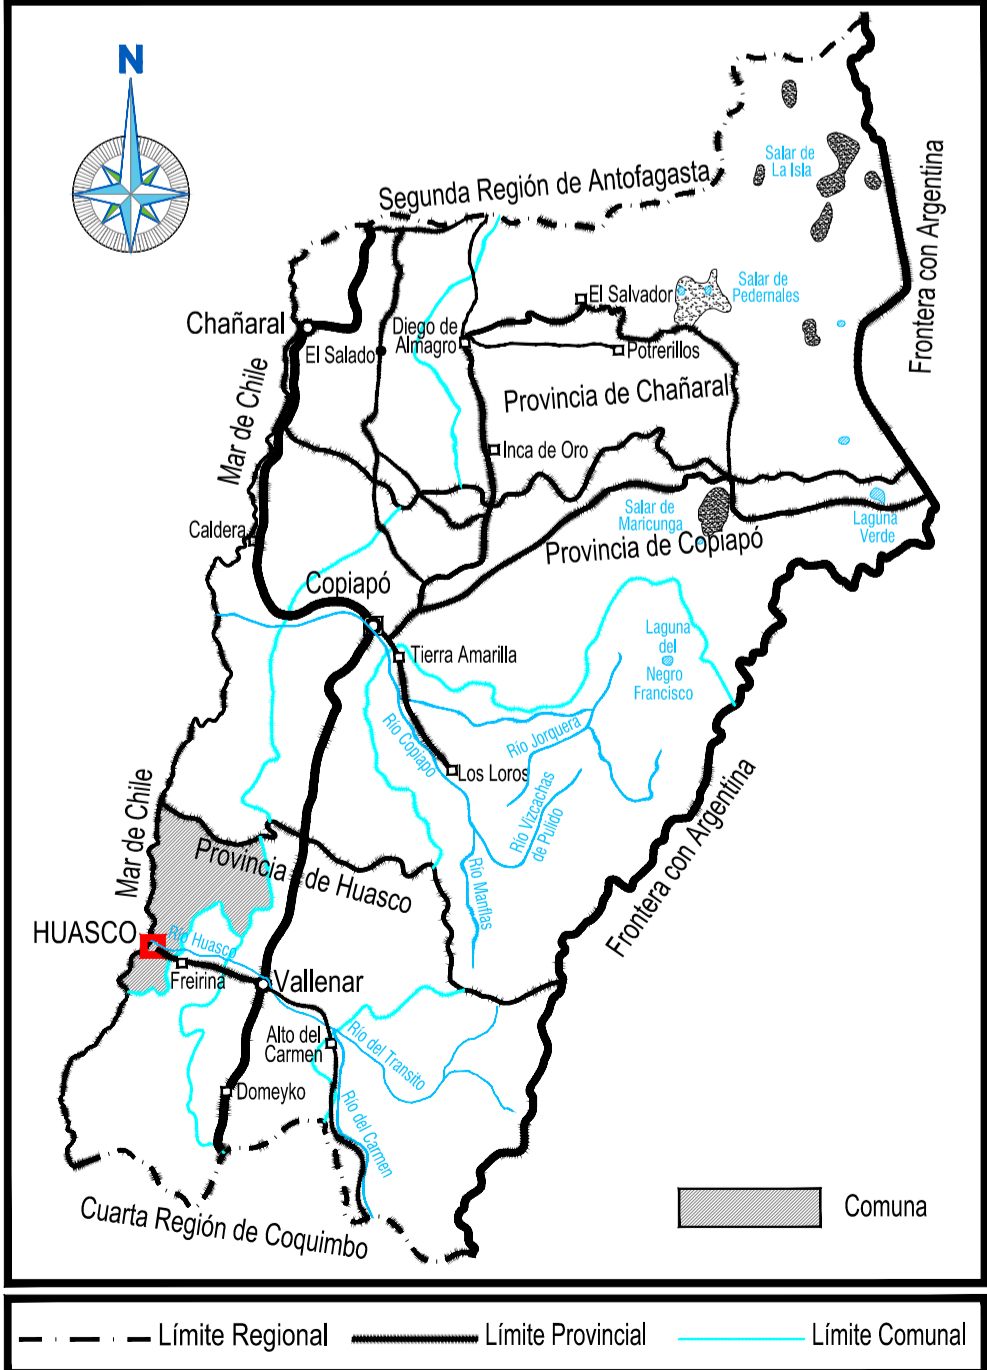 N
Segunda Región de Antofagasta
Salar de
La Isla
Frontera con Argentina
El Salvador
Salar de
Pedernales
Chañaral
Diego de
Almagro
El Salado
Potrerillos
Mar de Chile
Provincia de Chañaral
Inca de Oro
Caldera
Salar de
Maricunga
Laguna
Verde
Provincia de Copiapó
Copiapó
Tierra Amarilla
Laguna
del
Negro
Francisco
Río Copiapo
Río Jorquera
Los Loros
Río Vizcachas
de Pulido
Mar de Chile
Provincia de Huasco
Río Manflas
Frontera con Argentina
HUASCO
Río Huasco
Freirina
Vallenar
Alto del
Carmen
Río del Transito
Domeyko
Río del Carmen
Cuarta Región de Coquimbo
Comuna
Límite Regional
Límite Provincial
Límite Comunal